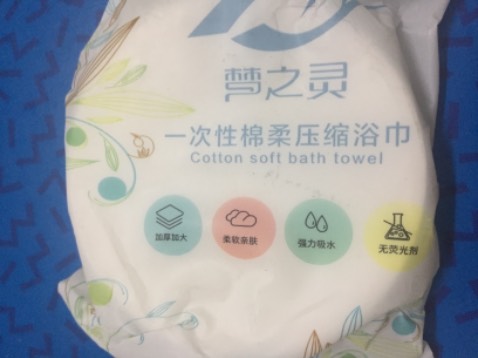 梦之灵
一次性棉柔压缩浴巾
Cotton soft bath towel
加厚加大
柔软亲肤
强力吸水
无荧光剂